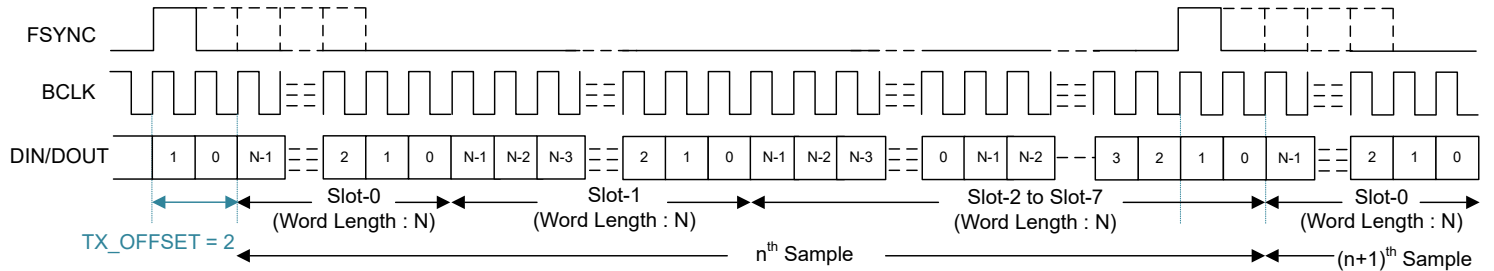 FSYNC
BCLK
DIN/DOUT
1 0 N-1 2 1 0 N-1 N-2 N-3 2 1 0 N-1 N-2 N-3 0 N-1 N-2 3 2 1 0 N-1 2 1 0
Slot-0 Slot-1 Slot-2 to Slot-7 Slot-0
(Word Length : N) (Word Length : N) (Word Length : N) (Word Length : N)
TX_OFFSET = 2
nth Sample (n+1)th Sample